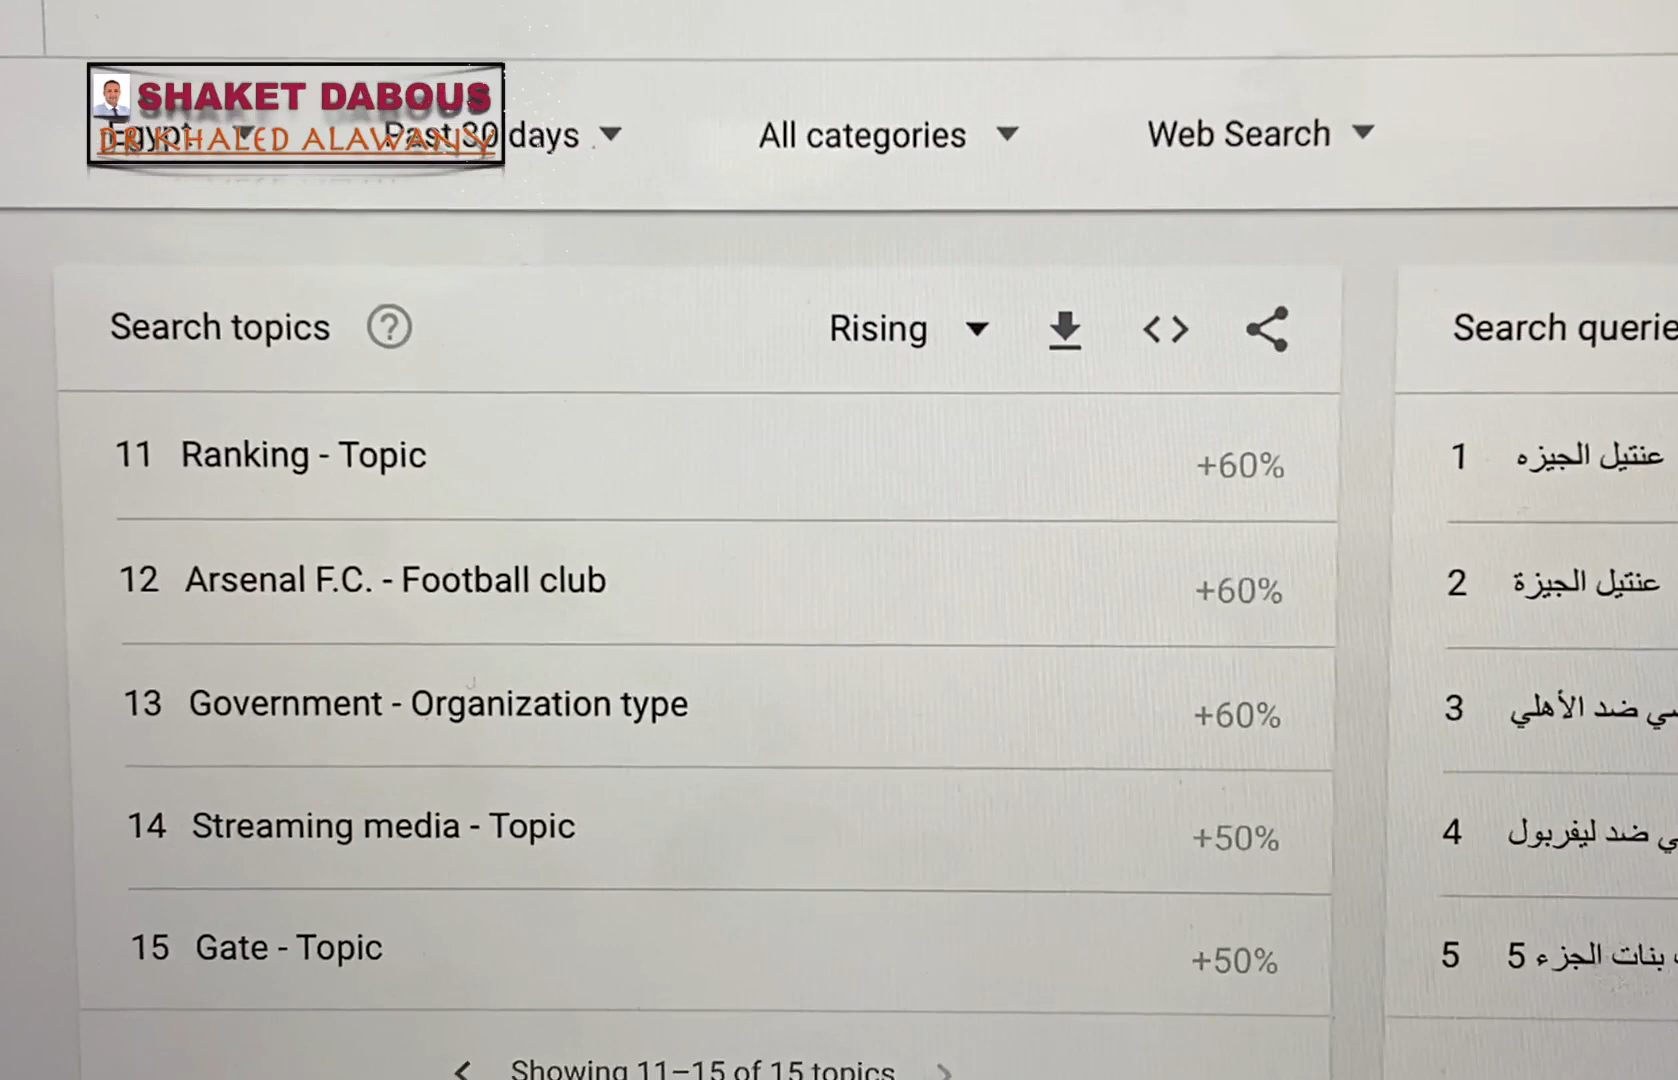 SHAKET DABOUS
DR KHALED ALAWANY
Egypt Past 30 days All categories Web Search
Search topics Rising
11 Ranking - Topic +60%
12 Arsenal F.C. - Football club +60%
13 Government - Organization type +60%
14 Streaming media - Topic +50%
15 Gate - Topic +50%
Showing 11–15 of 15 topics
Search querie
1 عنتيل الجيزه
2 عنتيل الجيزة
3 ضد الأهلي
4 ضد ليفربول
5 بنات الجزء 5